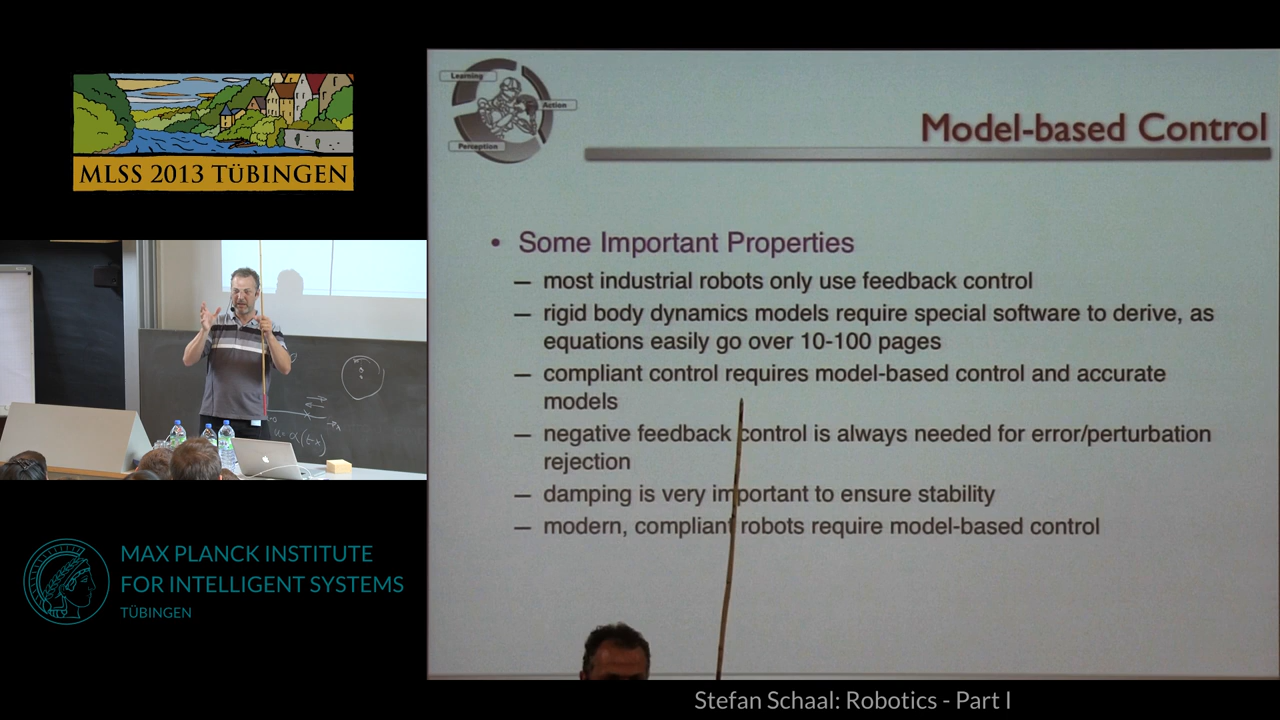 MLSS 2013 TÜBINGEN
Learning
Action
Perception
Model-based Control
• Some Important Properties
– most industrial robots only use feedback control
– rigid body dynamics models require special software to derive, as
equations easily go over 10-100 pages
– compliant control requires model-based control and accurate
models
– negative feedback control is always needed for error/perturbation
rejection
– damping is very important to ensure stability
– modern, compliant robots require model-based control
MAX PLANCK INSTITUTE
FOR INTELLIGENT SYSTEMS
TÜBINGEN
Stefan Schaal: Robotics - Part I